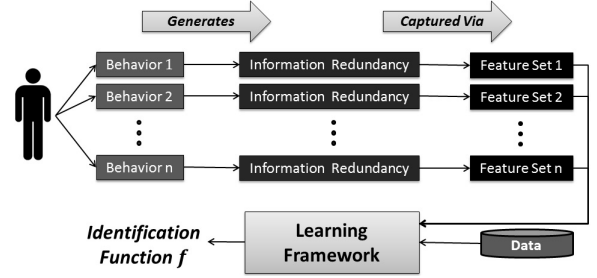 Generates Captured Via
Behavior 1 Information Redundancy Feature Set 1
Behavior 2 Information Redundancy Feature Set 2
Behavior n Information Redundancy Feature Set n
Identification
Function f
Learning
Framework
Data